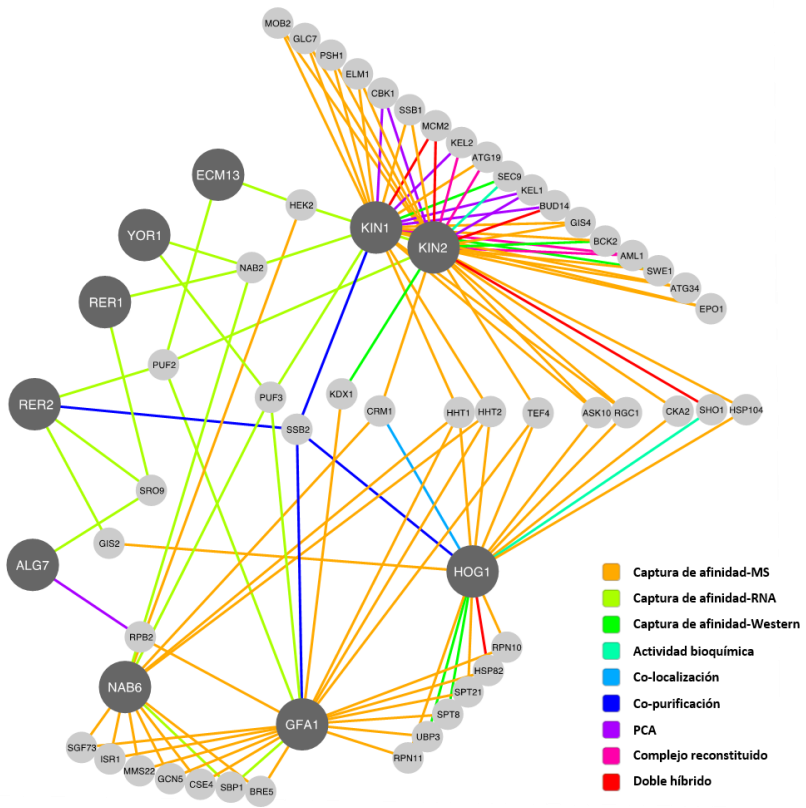 MOB2
GLC7
PSH1
ELM1
CBK1
SSB1
MCM2
KEL2
ATG19
SEC9
KEL1
BUD14
GIS4
BCK2
AML1
SWE1
ATG34
EPO1
ECM13
HEK2
YOR1
KIN1
KIN2
NAB2
RER1
PUF2
RER2
PUF3
KDX1
CRM1
HHT1
HHT2
TEF4
ASK10
RGC1
CKA2
SHO1
HSP104
SSB2
SRO9
GIS2
ALG7
HOG1
RPB2
NAB6
GFA1
RPN10
HSP82
SPT21
SPT8
UBP3
RPN11
SGF73
ISR1
MMS22
GCN5
CSE4
SBP1
BRE5
Captura de afinidad-MS
Captura de afinidad-RNA
Captura de afinidad-Western
Actividad bioquímica
Co-localización
Co-purificación
PCA
Complejo reconstituido
Doble híbrido